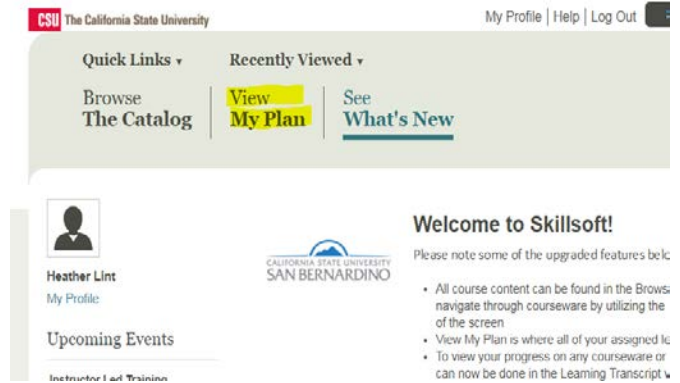 CSU The California State University
My Profile | Help | Log Out
Quick Links ▾ Recently Viewed ▾
Browse
The Catalog
View
My Plan
See
What's New
Heather Lint
My Profile
Upcoming Events
Instructor Led Training
CALIFORNIA STATE UNIVERSITY
SAN BERNARDINO
Welcome to Skillsoft!
Please note some of the upgraded features
• All course content can be found in the
navigate through courseware by utilizing the
of the screen
• View My Plan is where all of your assigned
• To view your progress on any courseware or
can now be done in the Learning Transcript